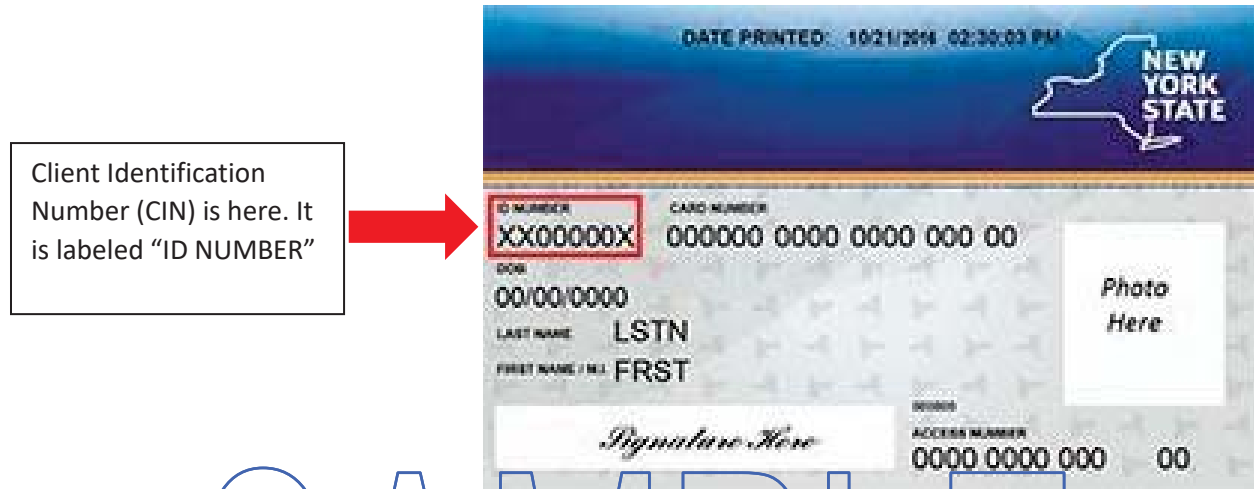 DATE PRINTED: 10/21/2014 02:30:03 PM
NEW
YORK
STATE
Client Identification
Number (CIN) is here. It
is labeled “ID NUMBER”
ID NUMBER CARD NUMBER
XX00000X 000000 0000 0000 000 00
DOB
00/00/0000
Photo
Here
LAST NAME LSTN
FIRST NAME / M.I. FRST
Signature Here
ACCESS NUMBER
0000 0000 000 00
SAMPLE